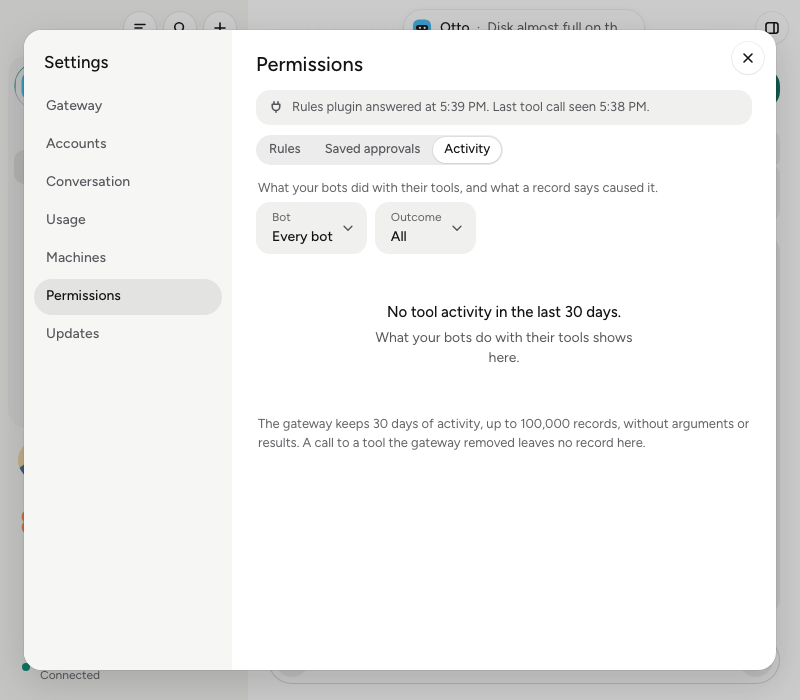 Otto · Disk almost full on th
Settings
Gateway
Accounts
Conversation
Usage
Machines
Permissions
Updates
Permissions
Rules plugin answered at 5:39 PM. Last tool call seen 5:38 PM.
Rules Saved approvals Activity
What your bots did with their tools, and what a record says caused it.
Bot
Every bot
Outcome
All
No tool activity in the last 30 days.
What your bots do with their tools shows
here.
The gateway keeps 30 days of activity, up to 100,000 records, without arguments or
results. A call to a tool the gateway removed leaves no record here.
Connected